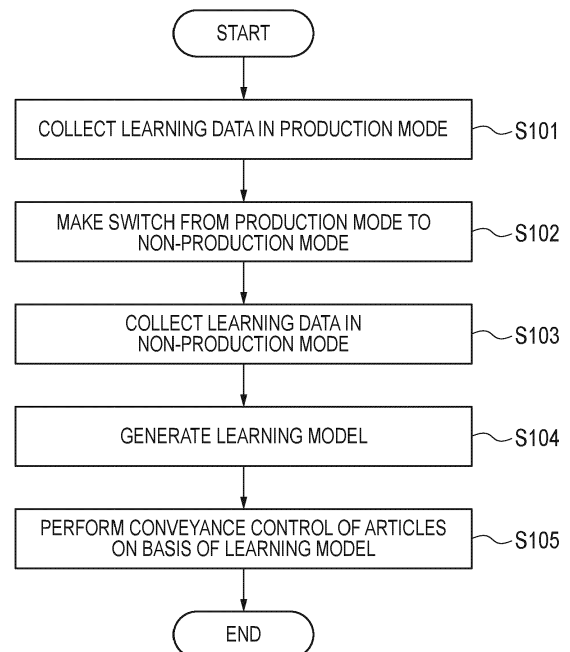 START
COLLECT LEARNING DATA IN PRODUCTION MODE
S101
MAKE SWITCH FROM PRODUCTION MODE TO
NON-PRODUCTION MODE
S102
COLLECT LEARNING DATA IN
NON-PRODUCTION MODE
S103
GENERATE LEARNING MODEL
S104
PERFORM CONVEYANCE CONTROL OF ARTICLES
ON BASIS OF LEARNING MODEL
S105
END